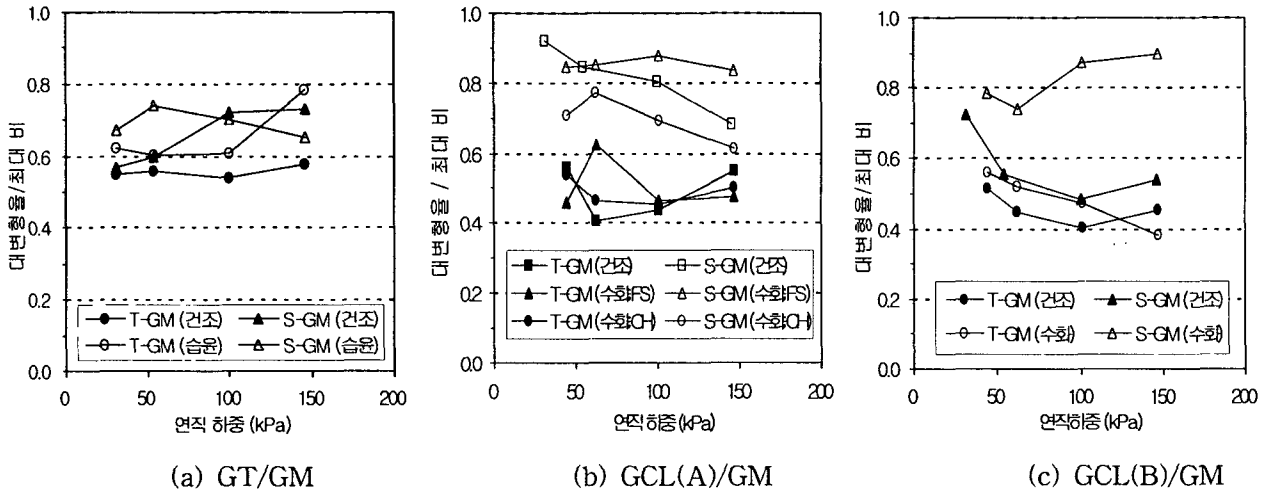 1.0
0.8
0.6
0.4
0.2
0.0
대변형율/최대 비
T-GM (건조)
S-GM (건조)
T-GM (습윤)
S-GM (습윤)
0
50
100
150
200
연직 하중 (kPa)
(a) GT/GM
1.0
0.8
0.6
0.4
0.2
0.0
대변형율 / 최대 비
T-GM (건조)
S-GM (건조)
T-GM (수화FS)
S-GM (수화FS)
T-GM (수화CH)
S-GM (수화CH)
0
50
100
150
200
연직 하중 (kPa)
(b) GCL(A)/GM
1.0
0.8
0.6
0.4
0.2
0.0
대변형율/최대 비
T-GM (건조)
S-GM (건조)
T-GM (수화)
S-GM (수화)
0
50
100
150
200
연직하중 (kPa)
(c) GCL(B)/GM